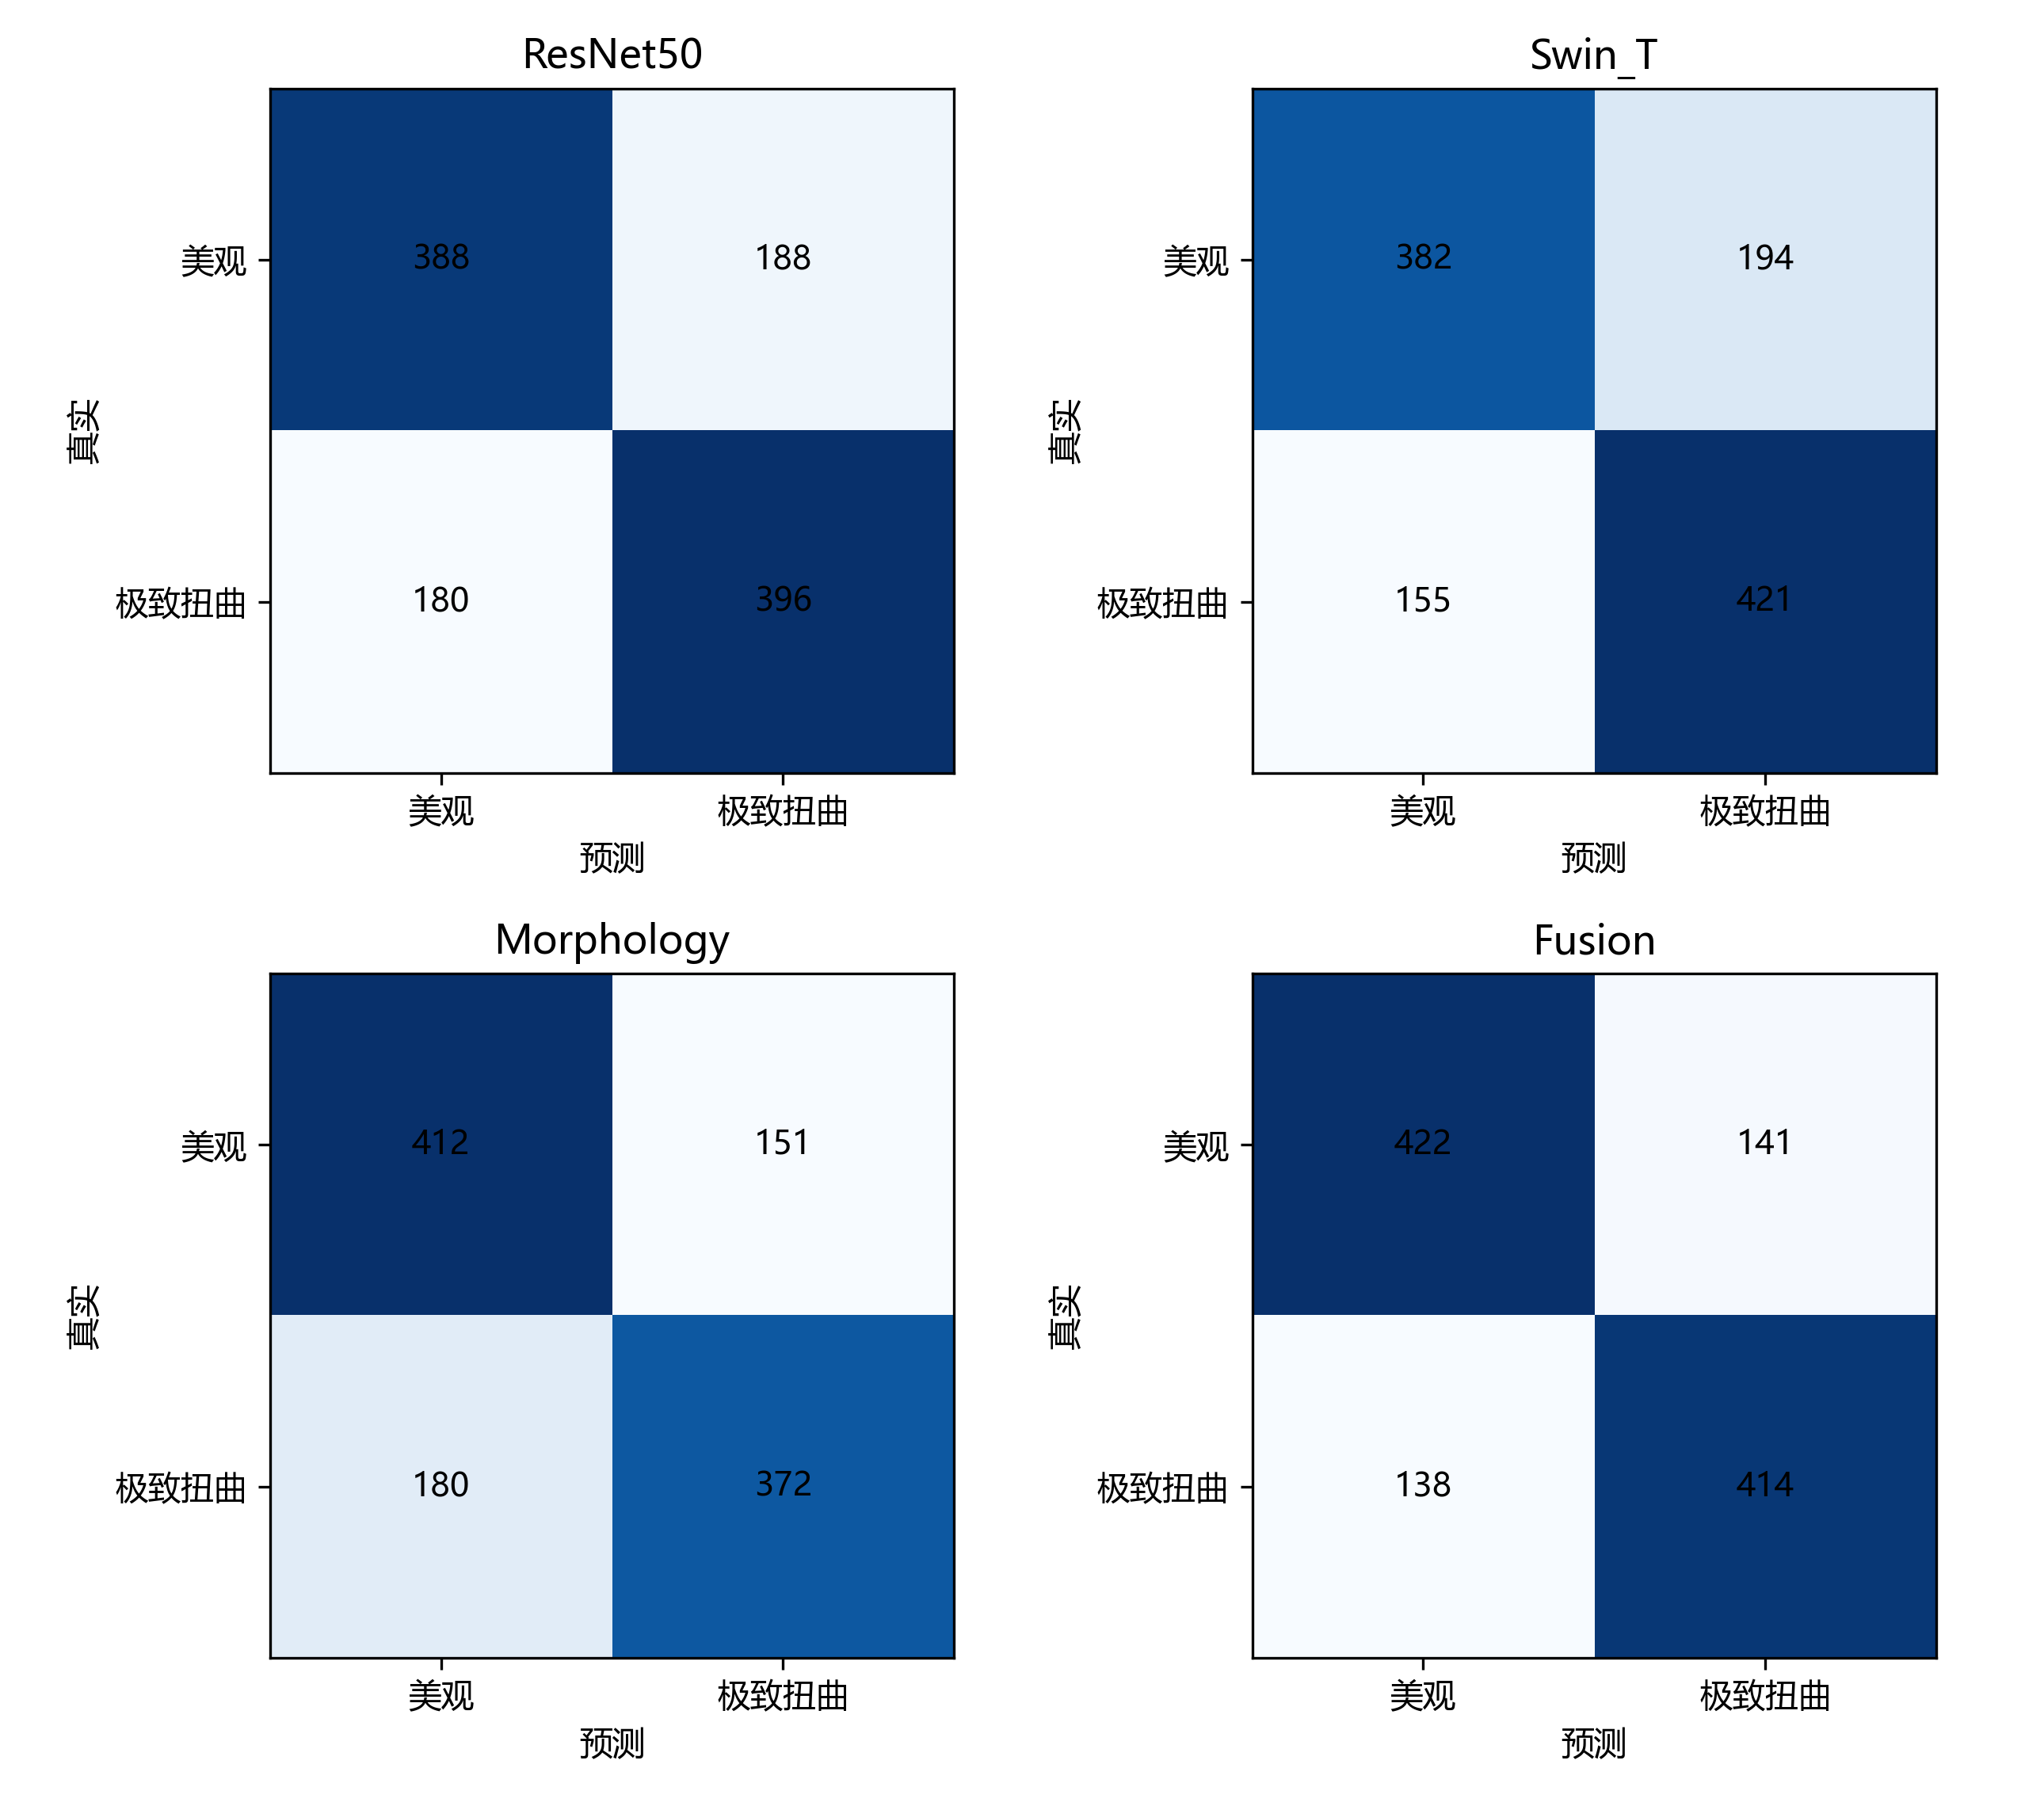 ResNet50
美观
388
188
真实
极致扭曲
180
396
美观
极致扭曲
预测
Swin_T
美观
382
194
真实
极致扭曲
155
421
美观
极致扭曲
预测
Morphology
美观
412
151
真实
极致扭曲
180
372
美观
极致扭曲
预测
Fusion
美观
422
141
真实
极致扭曲
138
414
美观
极致扭曲
预测